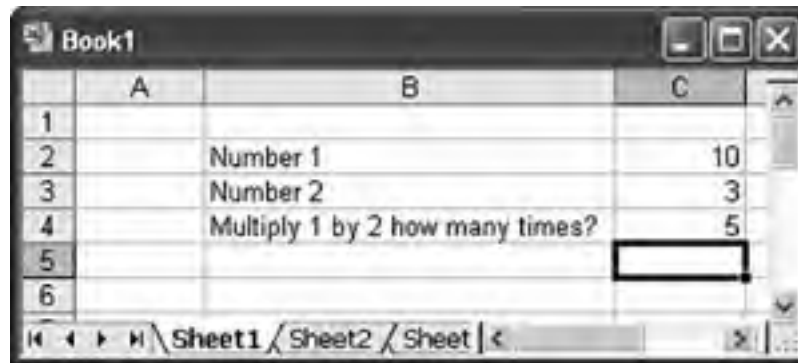 Book1
A B C
1
2 Number 1 10
3 Number 2 3
4 Multiply 1 by 2 how many times? 5
5
6
Sheet1 / Sheet2 / Sheet